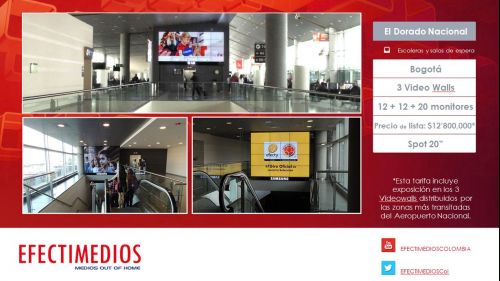 El Dorado Nacional
Escaleras y salas de espera
Bogotá
3 Video Walls
12 + 12 + 20 monitores
Precio de lista: $12'800,000*
Spot 20"
*Esta tarifa incluye
exposición en los 3
Videowalls distribuidos por
las zonas más transitadas
del Aeropuerto Nacional.
efecty
SAMSUNG
EFECTIMEDIOS
MEDIOS OUT OF HOME
EFECTIMEDIOSCOLOMBIA
EFECTIMEDIOSCol